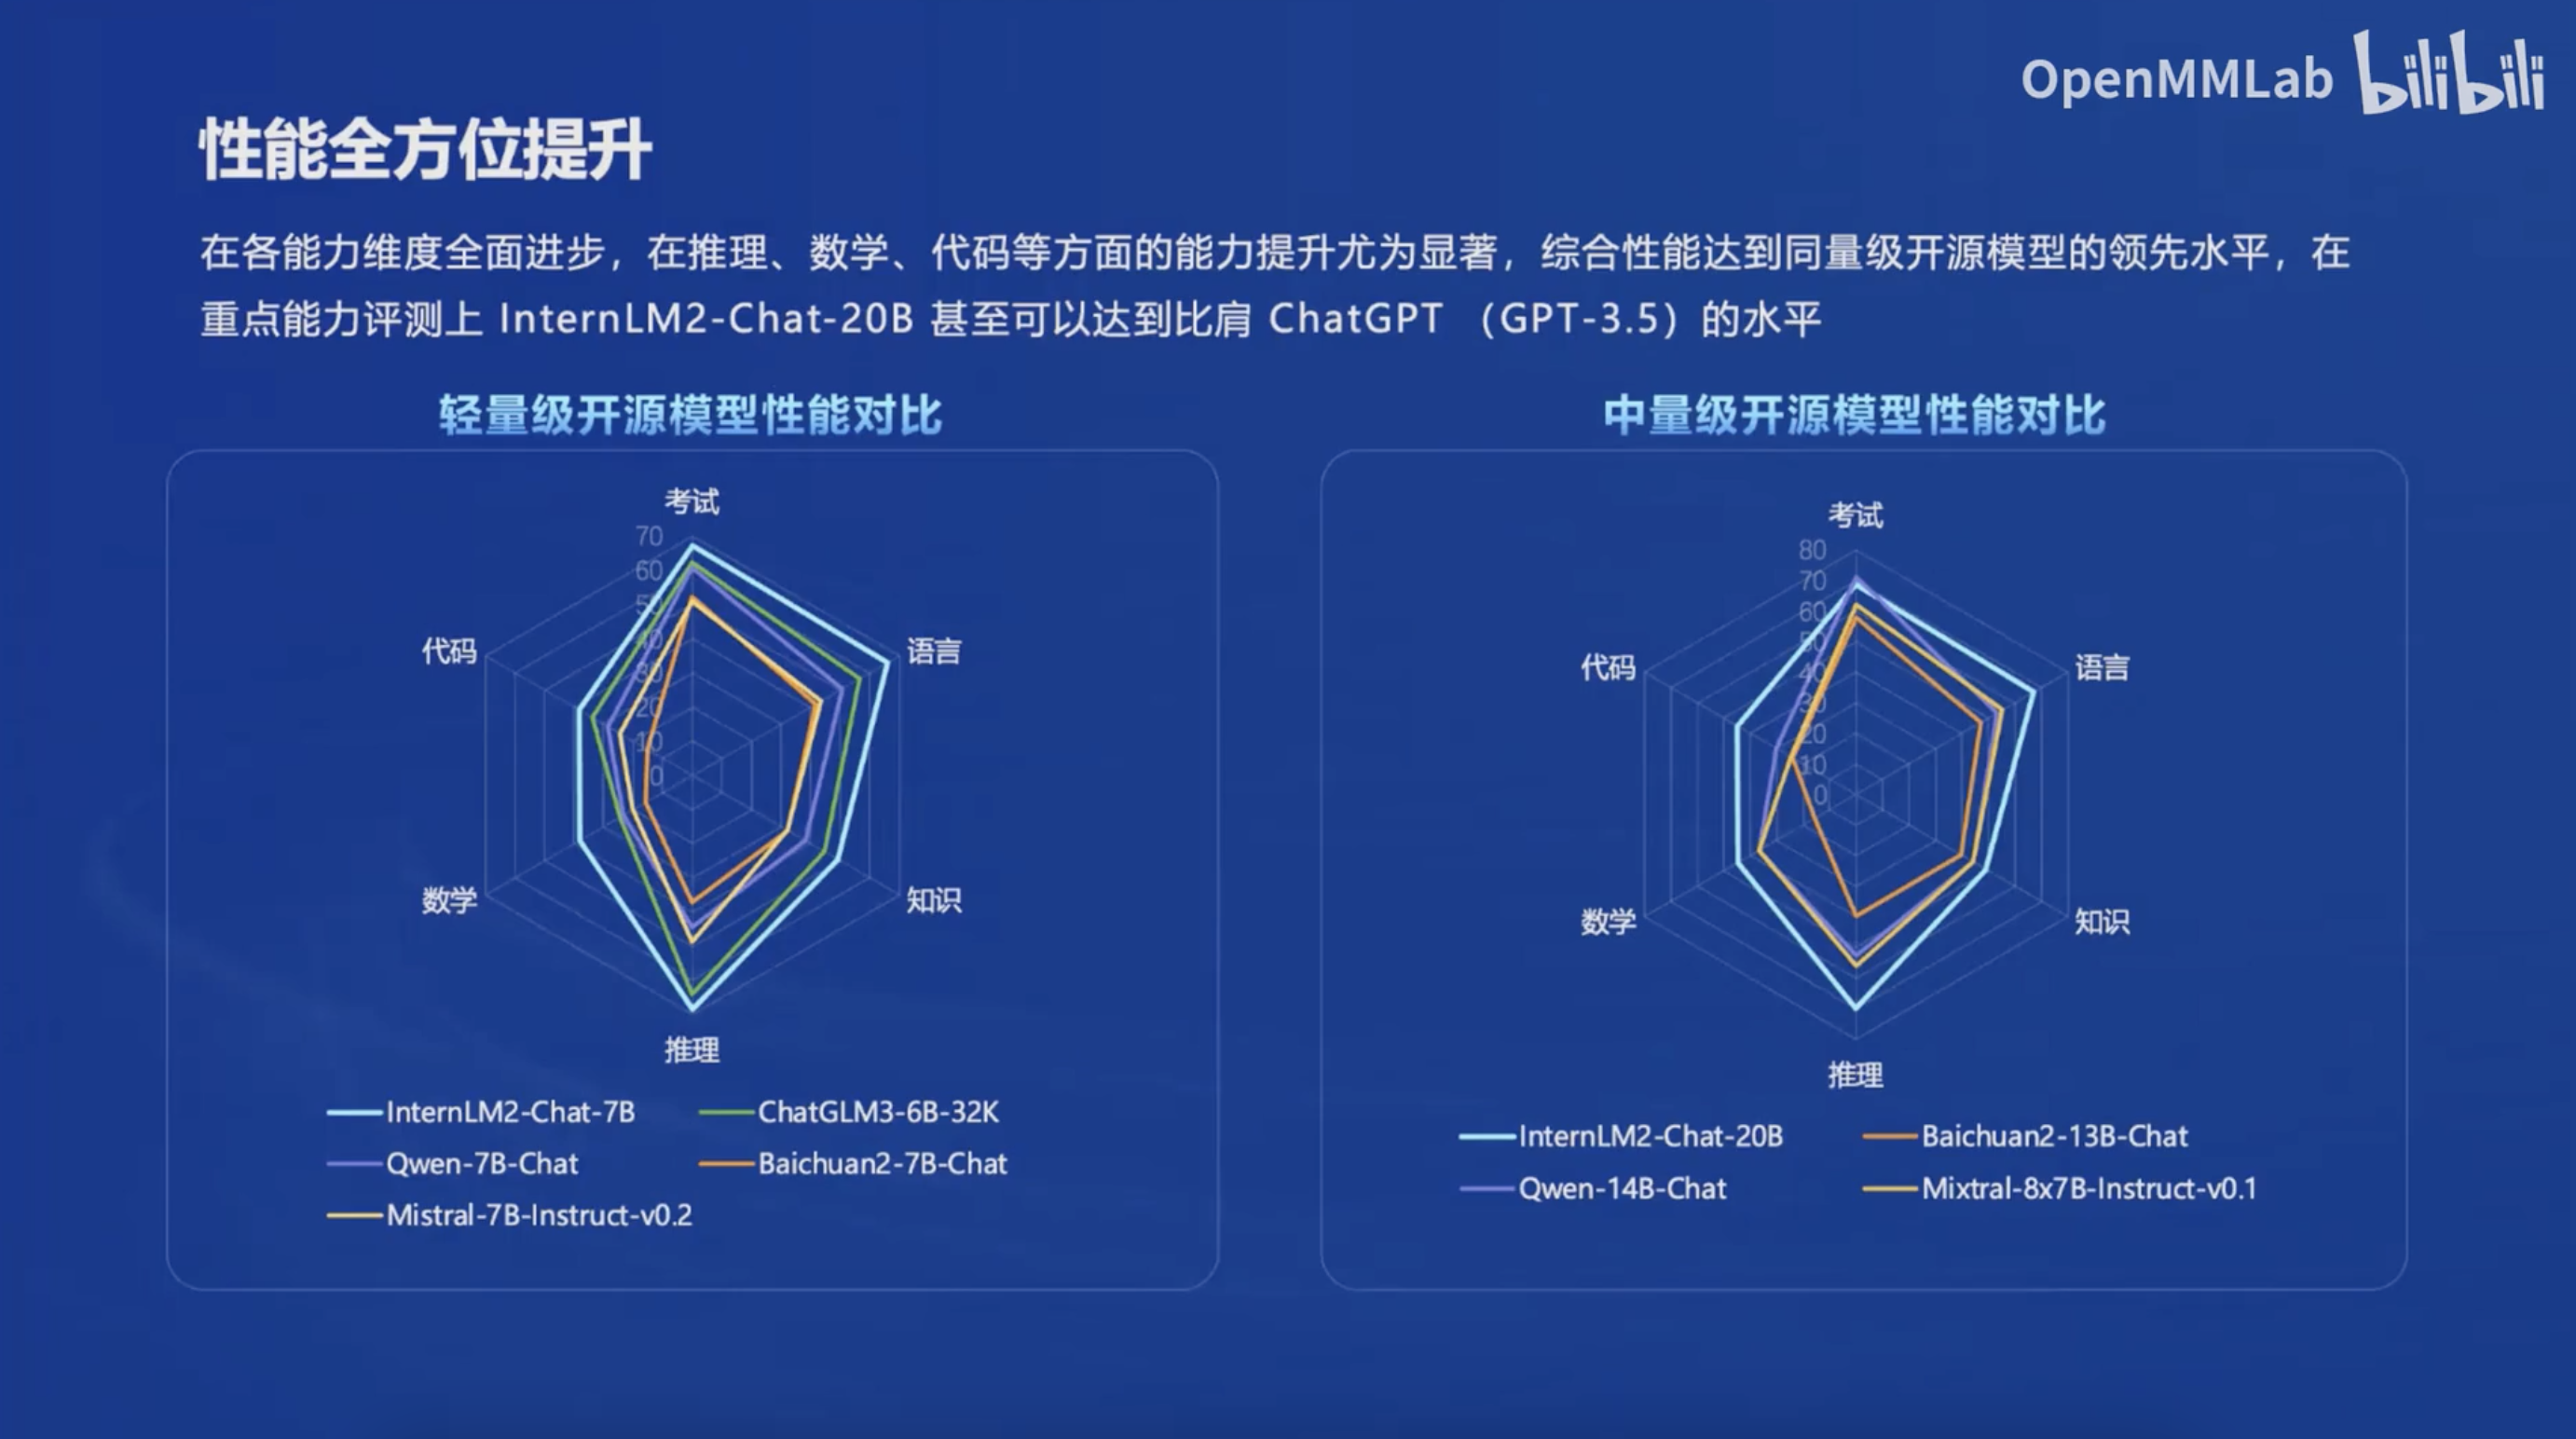 OpenMMLab bilibili
性能全方位提升
在各能力维度全面进步，在推理、数学、代码等方面的能力提升尤为显著，综合性能达到同量级开源模型的领先水平，在
重点能力评测上 InternLM2-Chat-20B 甚至可以达到比肩 ChatGPT （GPT-3.5）的水平
轻量级开源模型性能对比
考试
70
60
50
40
30
20
10
0
代码
语言
数学
知识
推理
InternLM2-Chat-7B
ChatGLM3-6B-32K
Qwen-7B-Chat
Baichuan2-7B-Chat
Mistral-7B-Instruct-v0.2
中量级开源模型性能对比
考试
80
70
60
50
40
30
20
10
0
代码
语言
数学
知识
推理
InternLM2-Chat-20B
Baichuan2-13B-Chat
Qwen-14B-Chat
Mixtral-8x7B-Instruct-v0.1